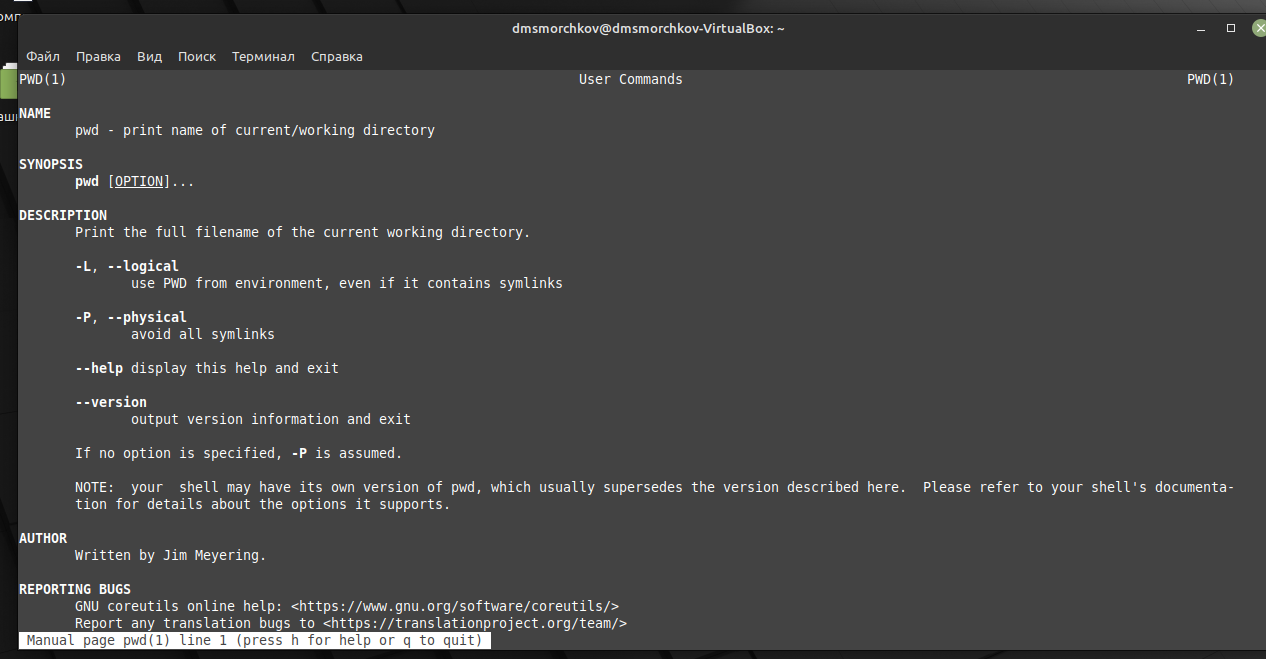 dmsmorchkov@dmsmorchkov-VirtualBox: ~
Файл Правка Вид Поиск Терминал Справка
PWD(1) User Commands PWD(1)
NAME
pwd - print name of current/working directory
SYNOPSIS
pwd [OPTION]...
DESCRIPTION
Print the full filename of the current working directory.
-L, --logical
use PWD from environment, even if it contains symlinks
-P, --physical
avoid all symlinks
--help display this help and exit
--version
output version information and exit
If no option is specified, -P is assumed.
NOTE:  your  shell may have its own version of pwd, which usually supersedes the version described here.  Please refer to your shell's documenta-
tion for details about the options it supports.
AUTHOR
Written by Jim Meyering.
REPORTING BUGS
GNU coreutils online help: <https://www.gnu.org/software/coreutils/>
Report any translation bugs to <https://translationproject.org/team/>
Manual page pwd(1) line 1 (press h for help or q to quit)